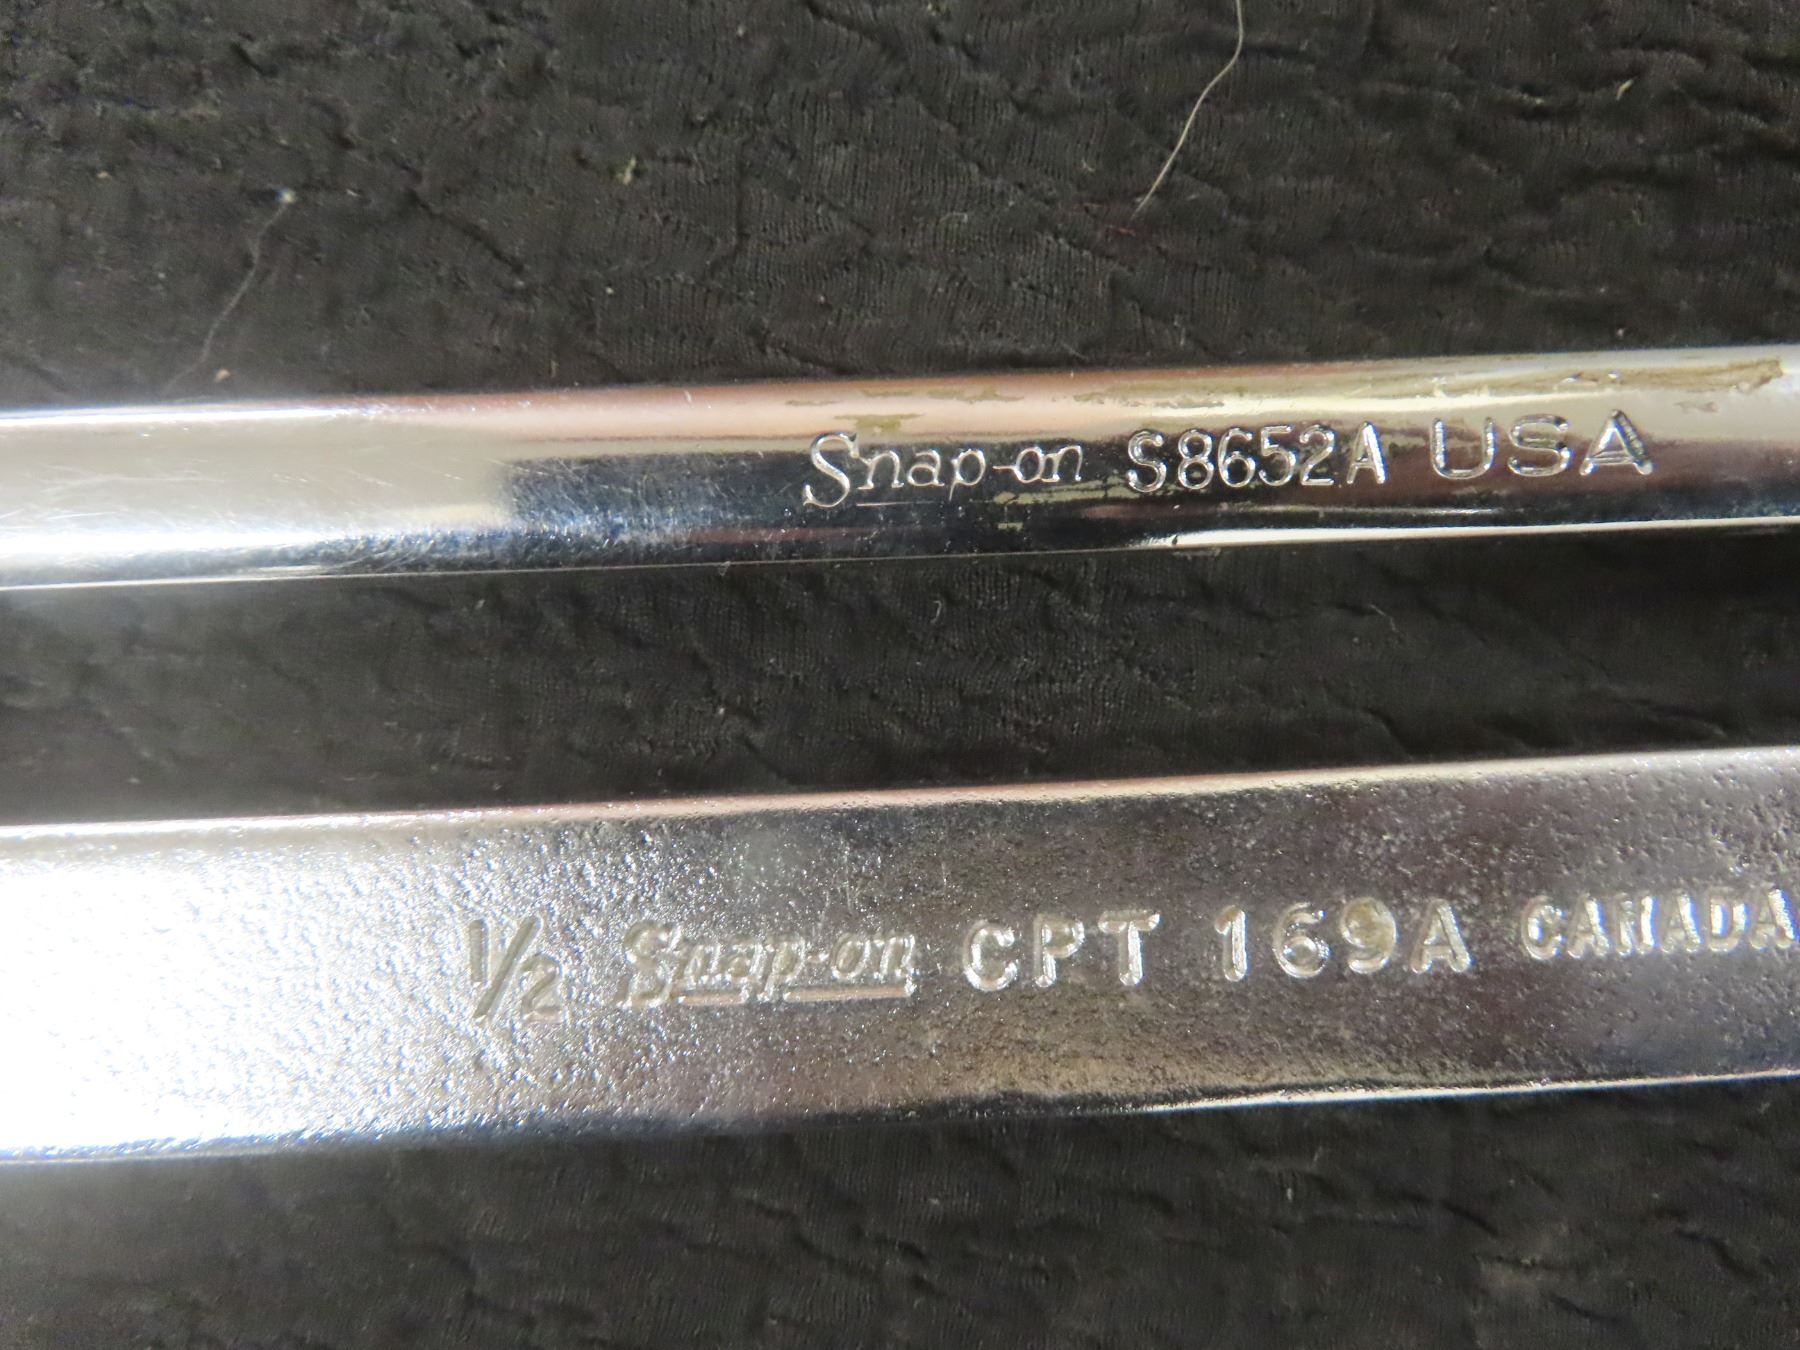 Snap-on S8652A USA
1/2 Snap-on CPT 169A CANADA